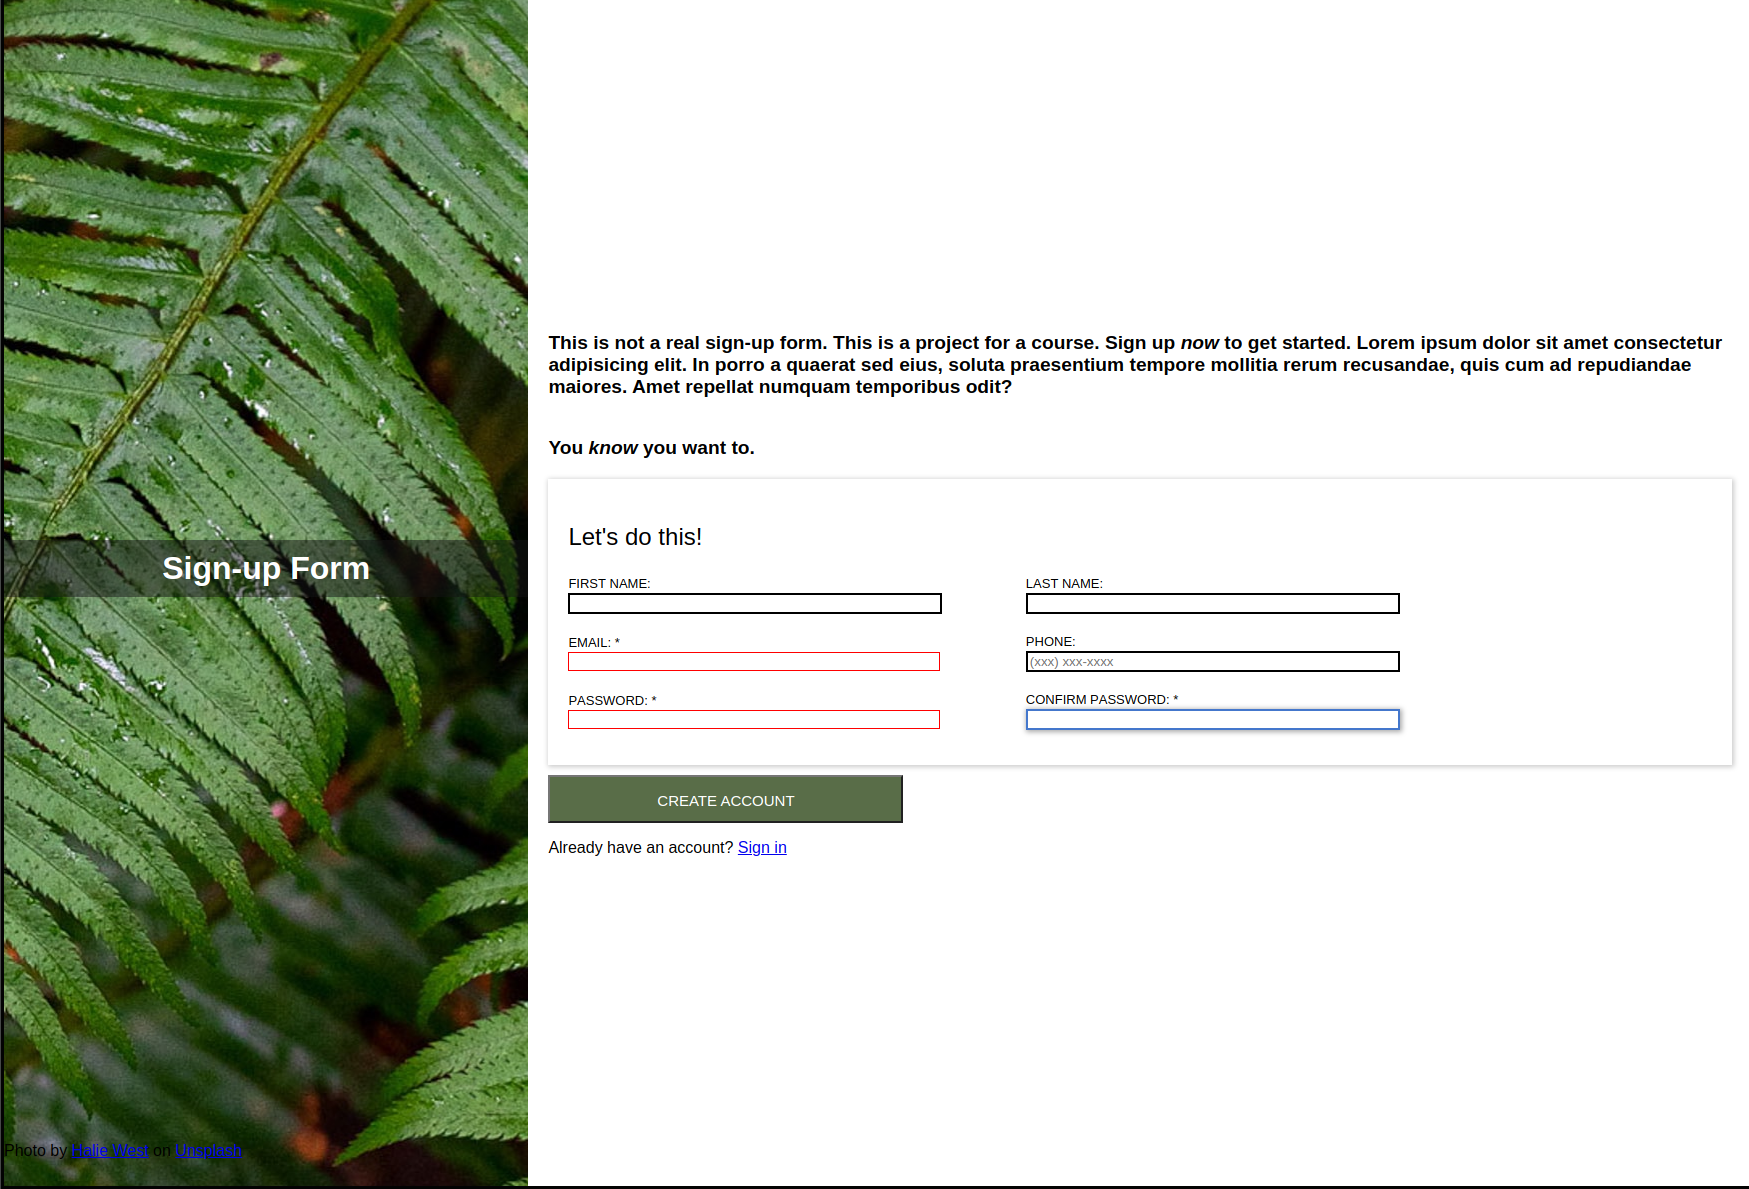 This is not a real sign-up form. This is a project for a course. Sign up now to get started. Lorem ipsum dolor sit amet consectetur
adipisicing elit. In porro a quaerat sed eius, soluta praesentium tempore mollitia rerum recusandae, quis cum ad repudiandae
maiores. Amet repellat numquam temporibus odit?
You know you want to.
Let's do this!
Sign-up Form
FIRST NAME:
LAST NAME:
EMAIL: *
PHONE:
(xxx) xxx-xxxx
PASSWORD: *
CONFIRM PASSWORD: *
CREATE ACCOUNT
Already have an account? Sign in
Photo by Halie West on Unsplash